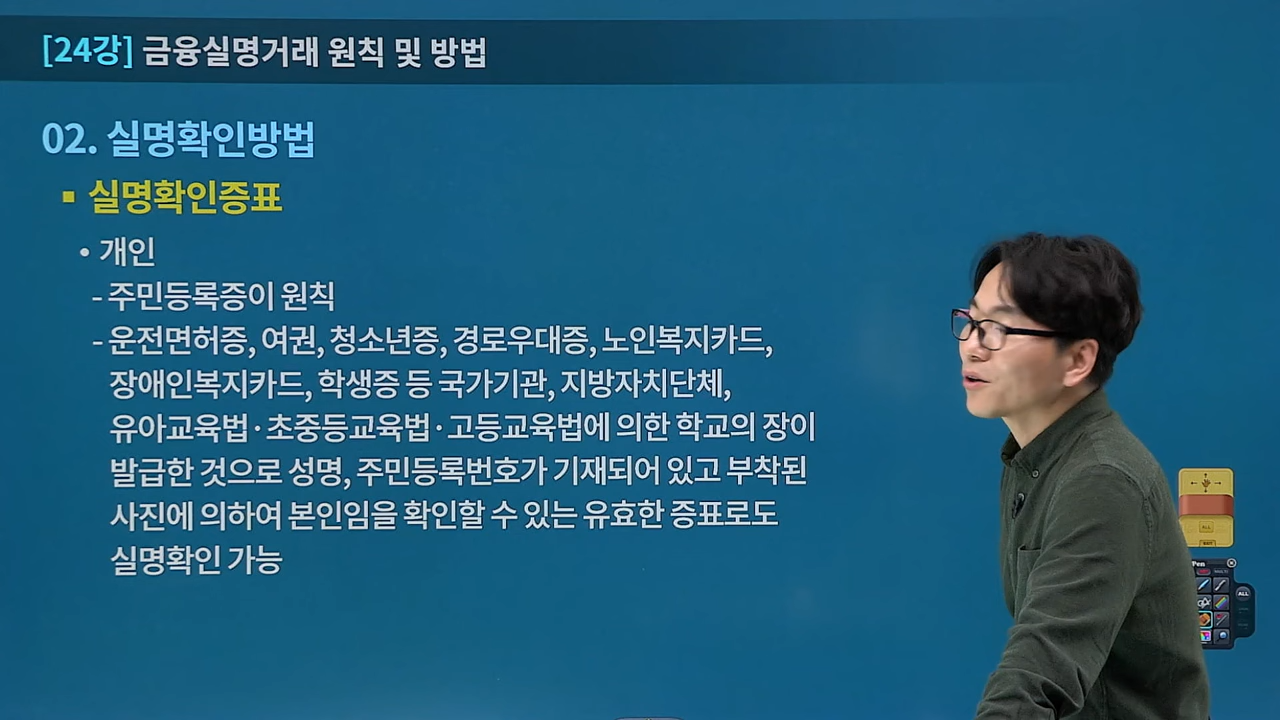 [24강] 금융실명거래 원칙 및 방법
02. 실명확인방법
▪ 실명확인증표
• 개인
- 주민등록증이 원칙
- 운전면허증, 여권, 청소년증, 경로우대증, 노인복지카드,
장애인복지카드, 학생증 등 국가기관, 지방자치단체,
유아교육법·초중등교육법·고등교육법에 의한 학교의 장이
발급한 것으로 성명, 주민등록번호가 기재되어 있고 부착된
사진에 의하여 본인임을 확인할 수 있는 유효한 증표로도
실명확인 가능
ALL
Pen
ALL